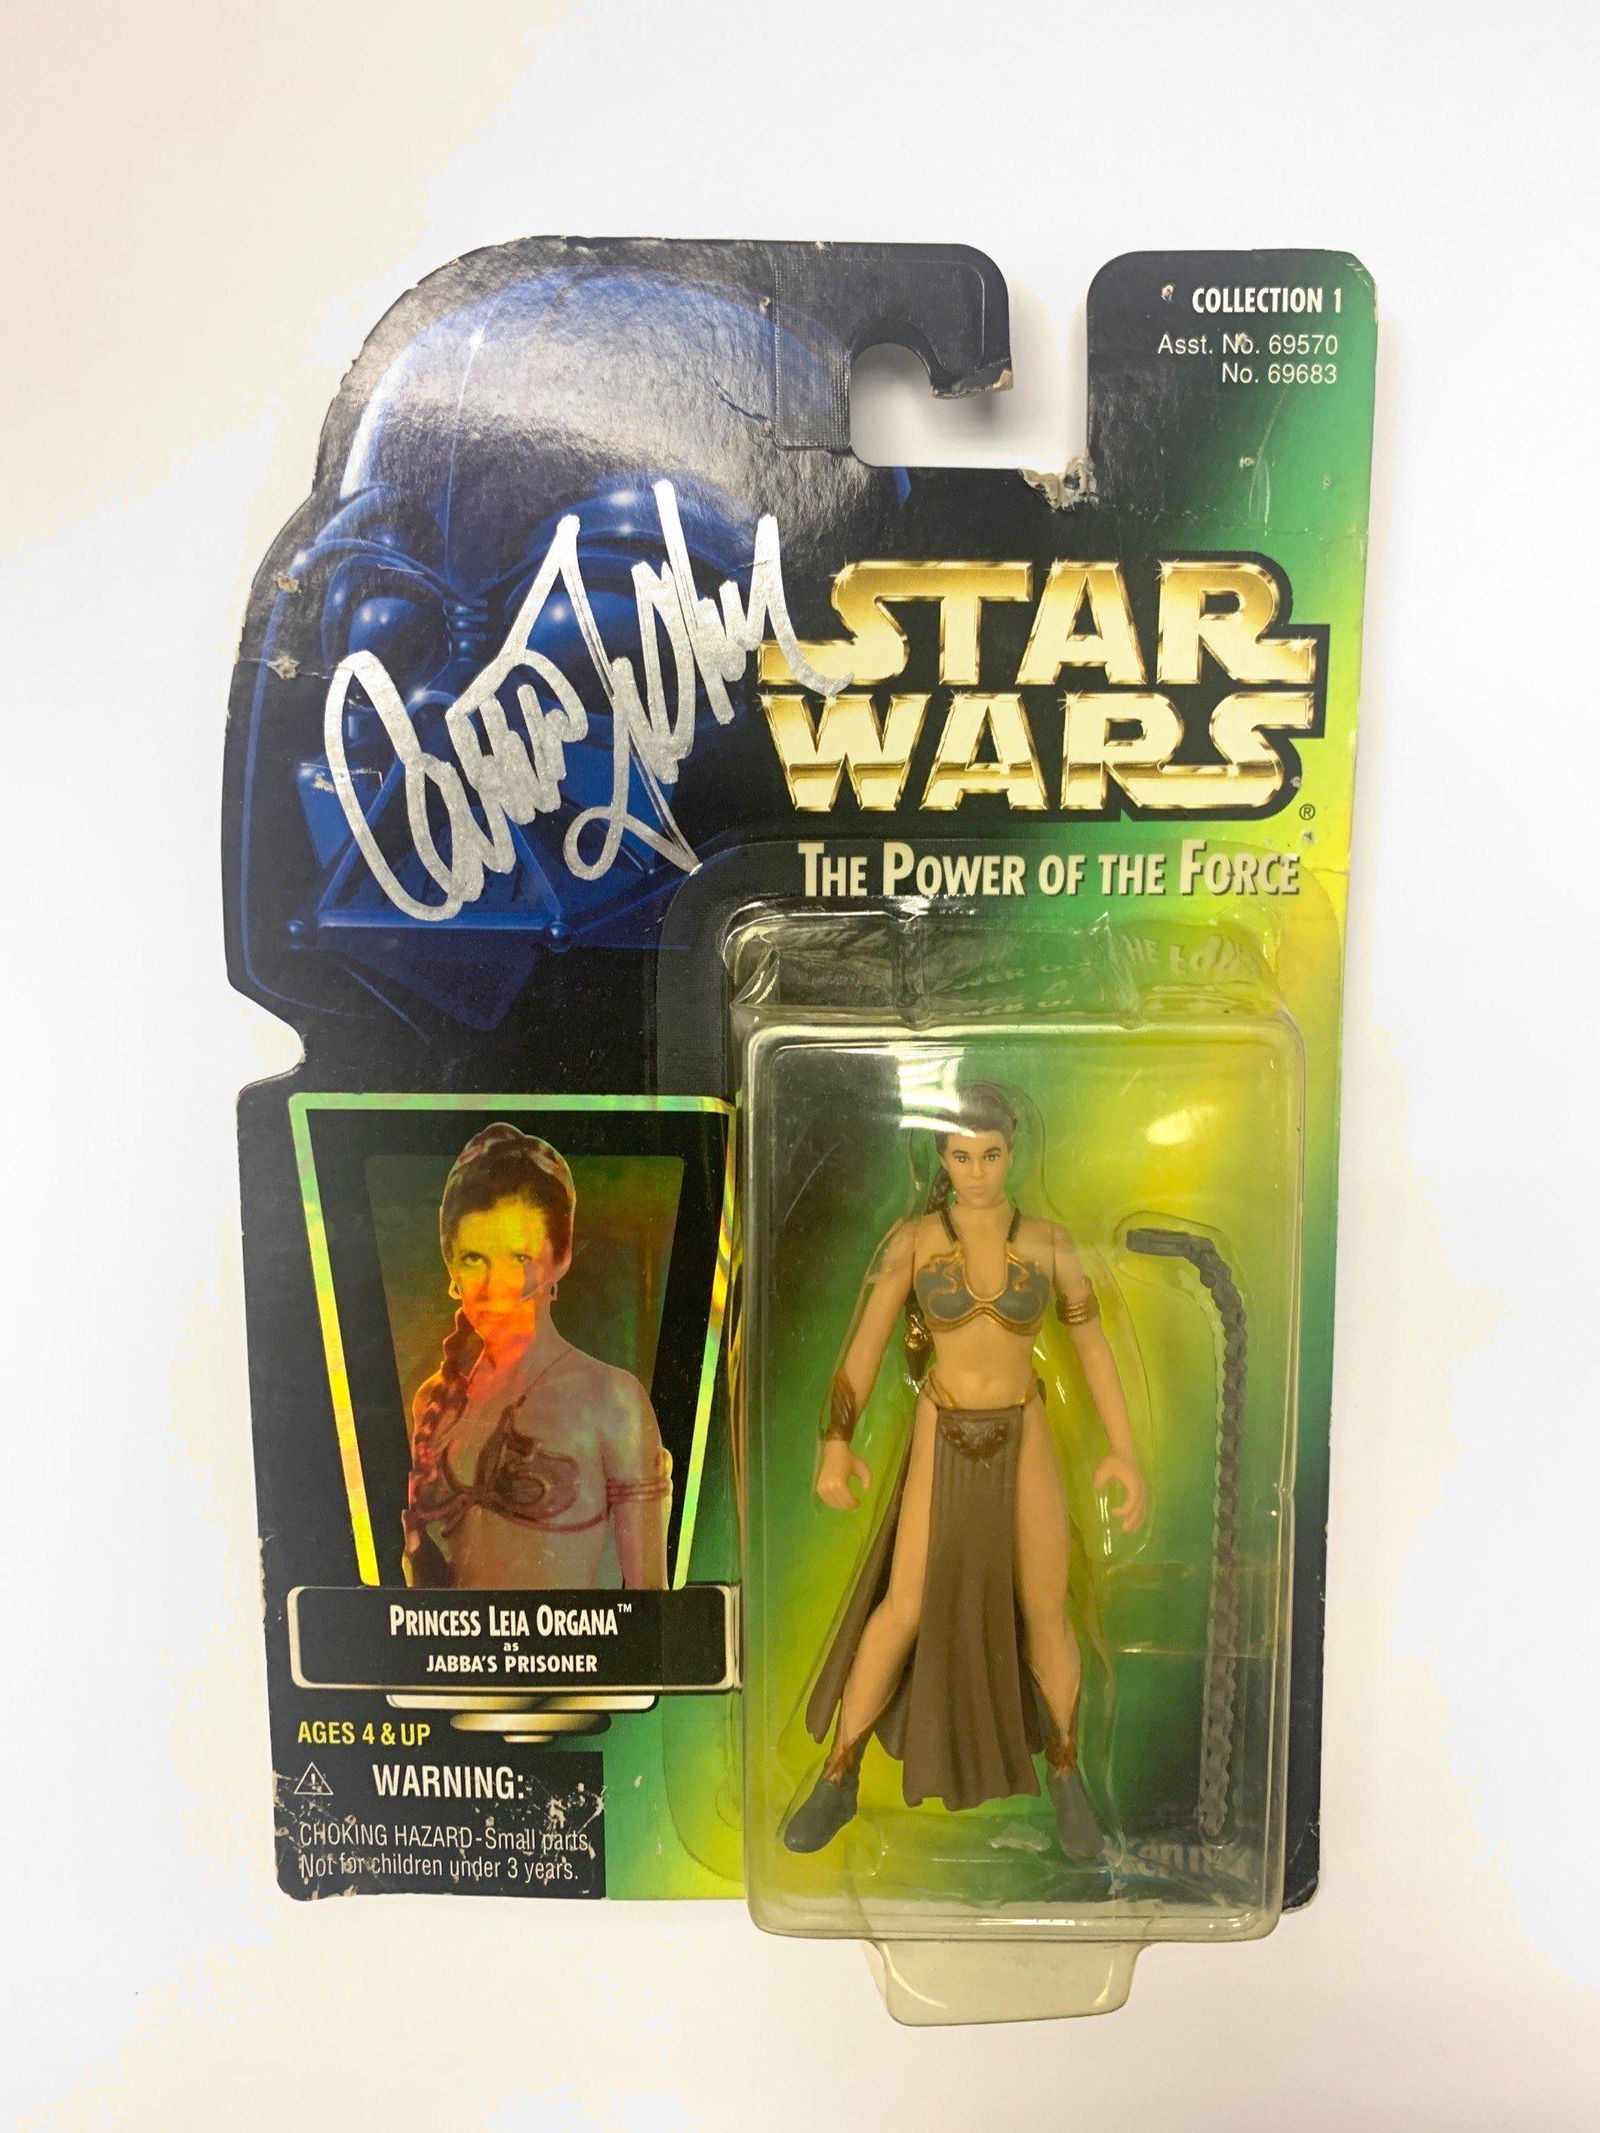 COLLECTION 1
Asst. No. 69570
No. 69683
STAR
WARS®
THE POWER OF THE FORCE
PRINCESS LEIA ORGANA™
as
JABBA'S PRISONER
AGES 4 & UP
WARNING:
CHOKING HAZARD-Small parts.
Not for children under 3 years.
Kenner